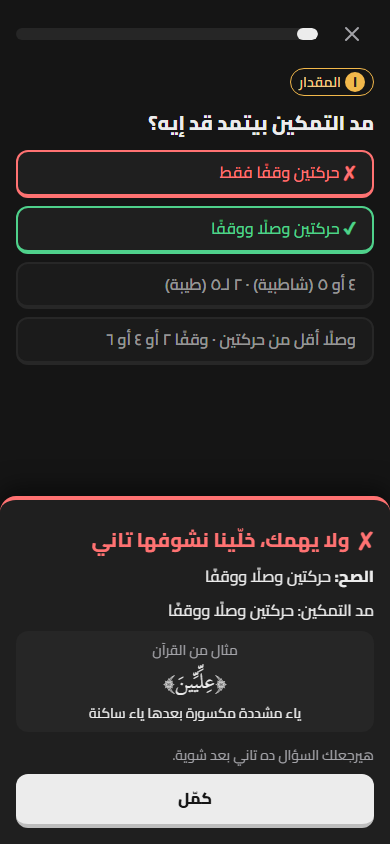 ١ المقدار
مد التمكين بيتمد قد إيه؟
✘ حركتين وقفًا فقط
✔ حركتين وصلًا ووقفًا
٤ أو ٥ (شاطبية) · ٢ لـ٥ (طيبة)
وصلًا أقل من حركتين · وقفًا ٢ أو ٤ أو ٦
✘ ولا يهمك، خلّينا نشوفها تاني
الصح: حركتين وصلًا ووقفًا
مد التمكين: حركتين وصلًا ووقفًا
مثال من القرآن
﴿عِلِّيِّينَ﴾
ياء مشددة مكسورة بعدها ياء ساكنة
هيرجعلك السؤال ده تاني بعد شوية.
كمّل